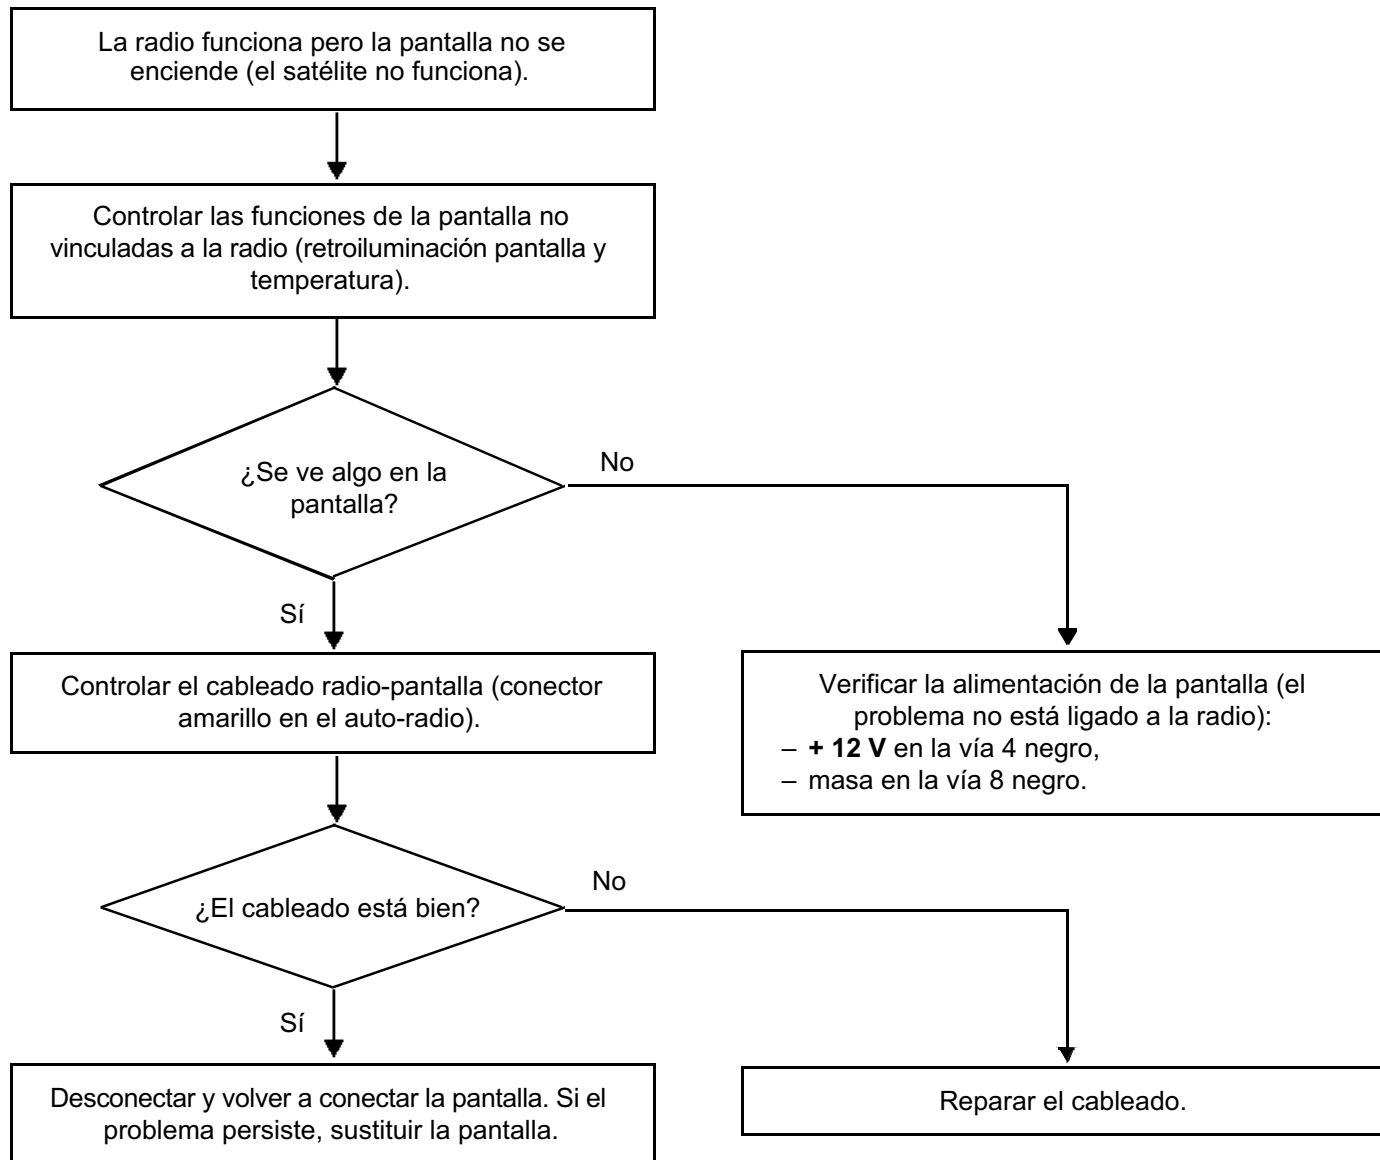 La radio funciona pero la pantalla no se
enciende (el satélite no funciona).
Controlar las funciones de la pantalla no
vinculadas a la radio (retroiluminación pantalla y
temperatura).
¿Se ve algo en la
pantalla?
No
Sí
Controlar el cableado radio-pantalla (conector
amarillo en el auto-radio).
Verificar la alimentación de la pantalla (el
problema no está ligado a la radio):
– + 12 V en la vía 4 negro,
– masa en la vía 8 negro.
¿El cableado está bien?
No
Sí
Desconectar y volver a conectar la pantalla. Si el
problema persiste, sustituir la pantalla.
Reparar el cableado.